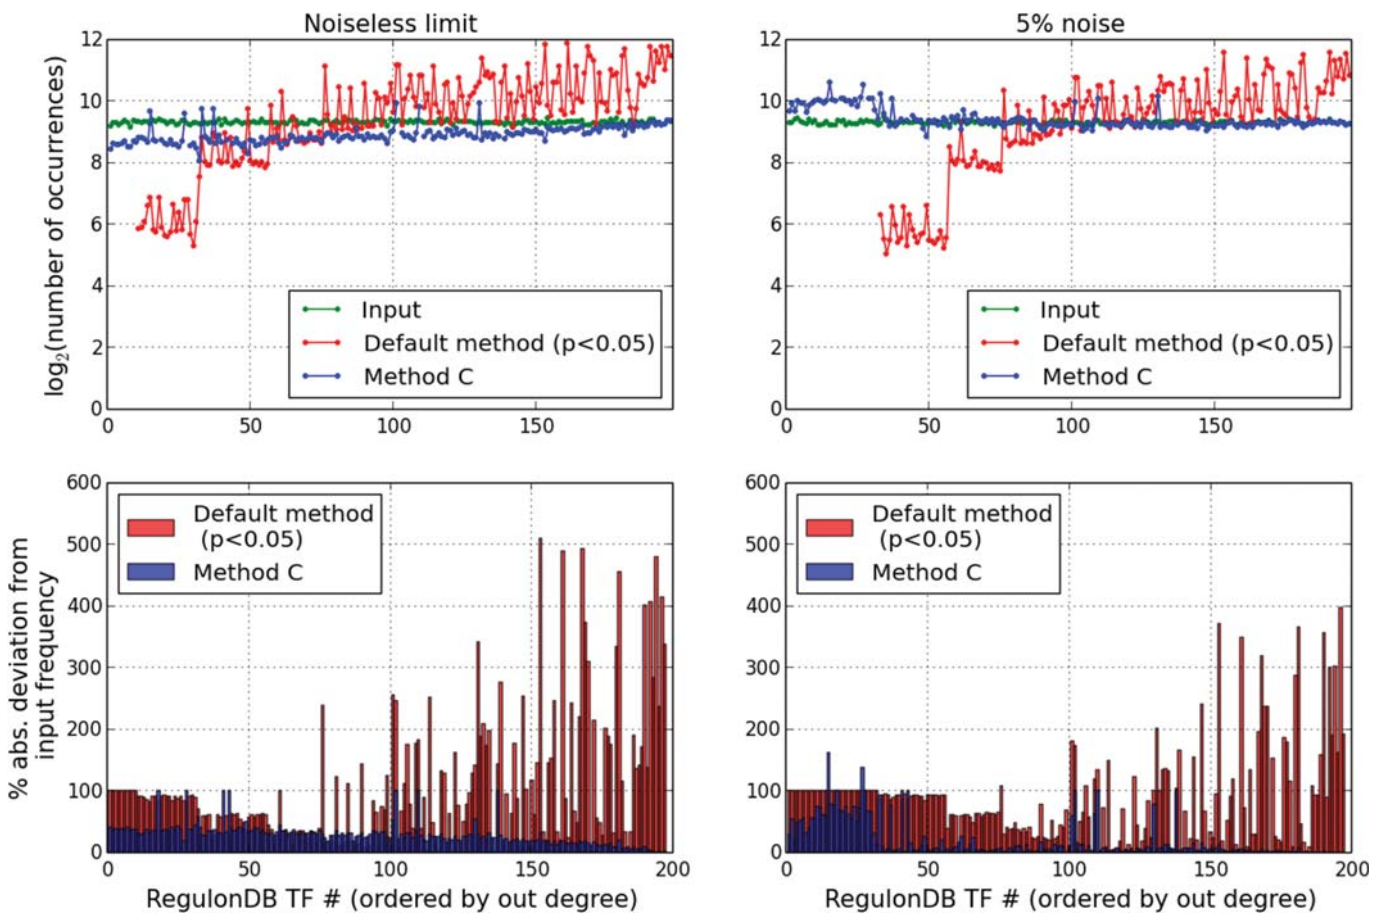 Noiseless limit
5% noise
log₂(number of occurrences)
12
10
8
6
4
2
0
0
50
100
150
Input
Default method (p<0.05)
Method C
12
10
8
6
4
2
0
0
50
100
150
Input
Default method (p<0.05)
Method C
% abs. deviation from
input frequency
600
500
400
300
200
100
0
0
50
100
150
200
Default method
(p<0.05)
Method C
RegulonDB TF # (ordered by out degree)
600
500
400
300
200
100
0
0
50
100
150
200
Default method
(p<0.05)
Method C
RegulonDB TF # (ordered by out degree)